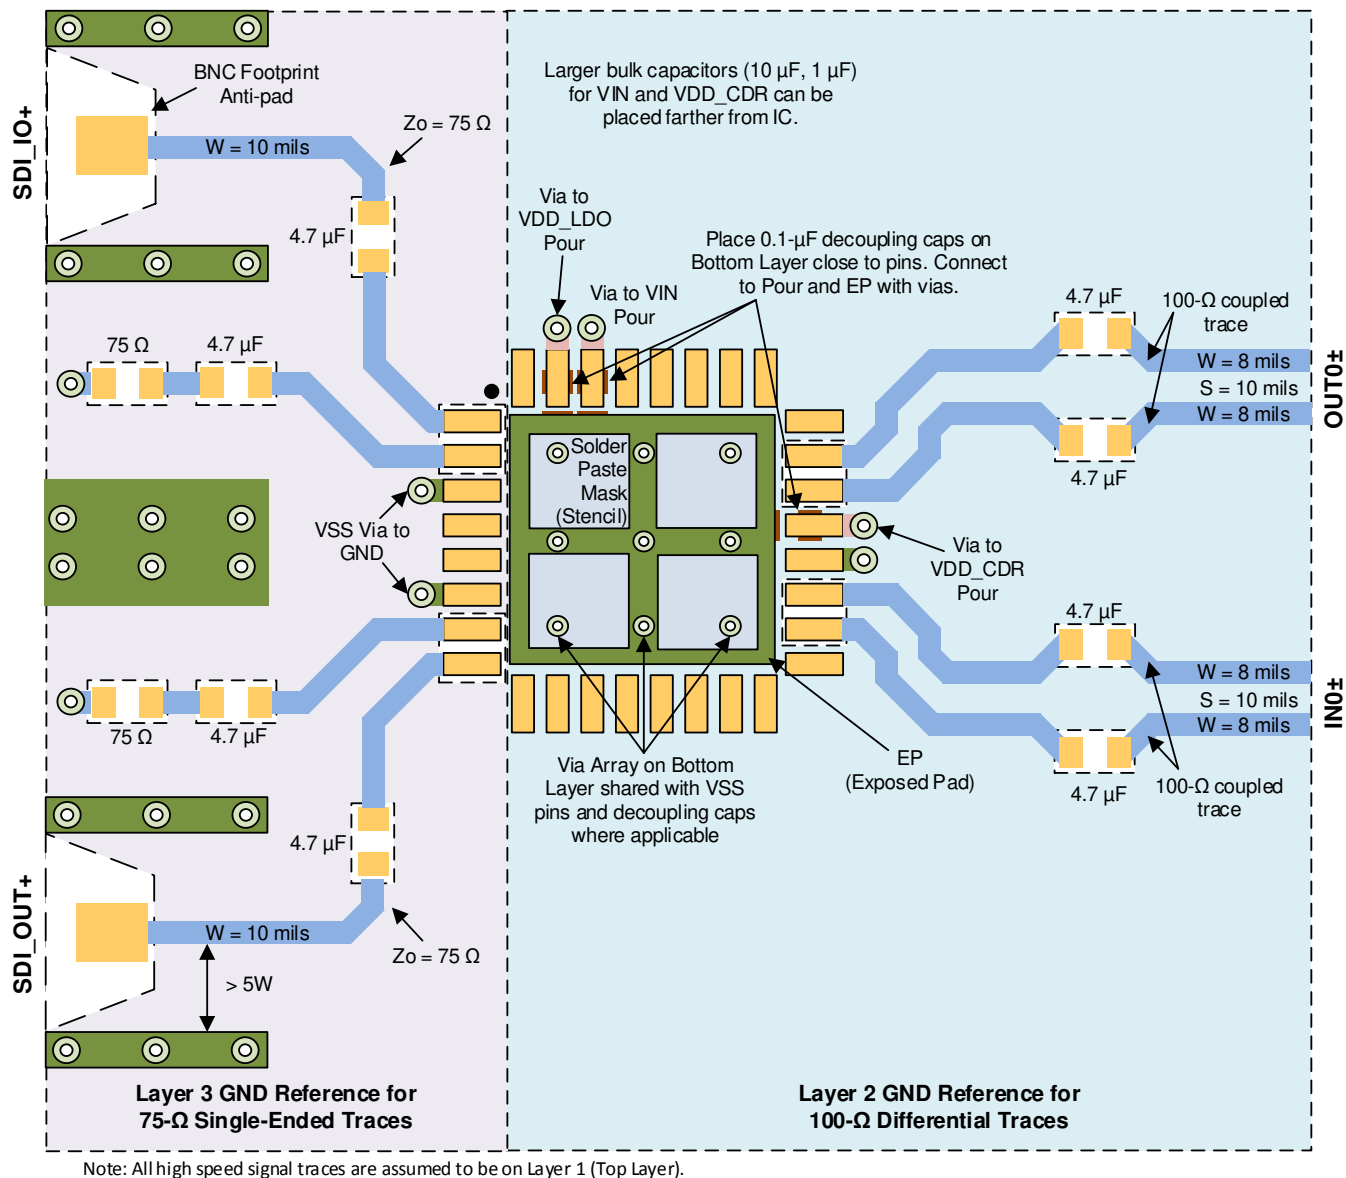 BNC Footprint
Anti-pad
SDI_IO+
W = 10 mils
Zo = 75 Ω
4.7 µF
Larger bulk capacitors (10 µF, 1 µF)
for VIN and VDD_CDR can be
placed farther from IC.
Via to
VDD_LDO
Pour
Via to VIN
Pour
Place 0.1-µF decoupling caps on
Bottom Layer close to pins. Connect
to Pour and EP with vias.
4.7 µF
100-Ω coupled
trace
W = 8 mils
S = 10 mils
W = 8 mils
OUT0±
4.7 µF
75 Ω
4.7 µF
Solder
Paste
Mask
(Stencil)
VSS Via to
GND
Via to
VDD_CDR
Pour
4.7 µF
W = 8 mils
S = 10 mils
W = 8 mils
IN0±
4.7 µF
100-Ω coupled
trace
75 Ω
4.7 µF
Via Array on Bottom
Layer shared with VSS
pins and decoupling caps
where applicable
EP
(Exposed Pad)
4.7 µF
SDI_OUT+
W = 10 mils
Zo = 75 Ω
> 5W
Layer 3 GND Reference for
75-Ω Single-Ended Traces
Layer 2 GND Reference for
100-Ω Differential Traces
Note: All high speed signal traces are assumed to be on Layer 1 (Top Layer).